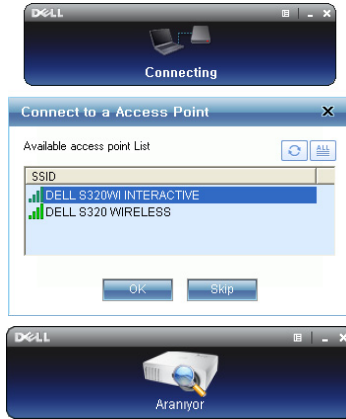 DELL
Connecting
Connect to a Access Point
Available access point List
ALL
SSID
DELL S320WI INTERACTIVE
DELL S320 WIRELESS
OK Skip
DELL
Aranıyor